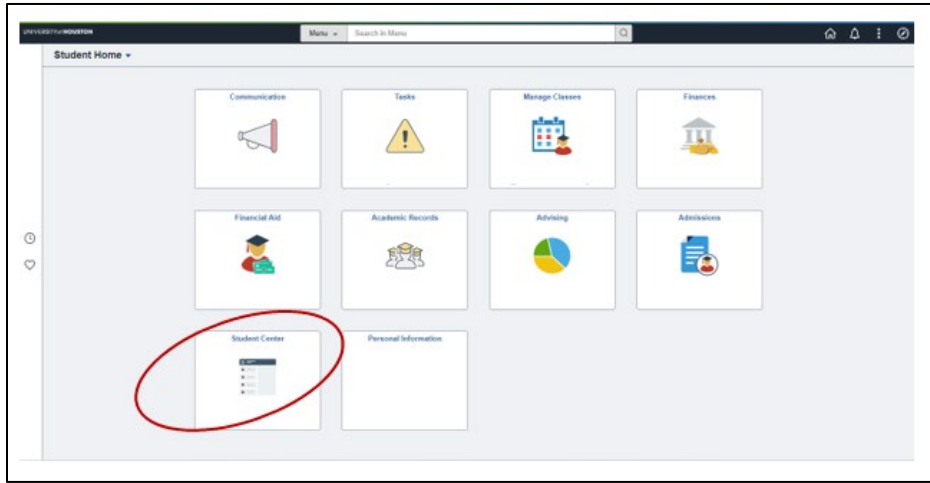 UNIVERSITY of HOUSTON
Menu
Search in Menu
Student Home
Communication
Tasks
Manage Classes
Finances
Financial Aid
Academic Records
Advising
Admissions
Student Center
Personal Information